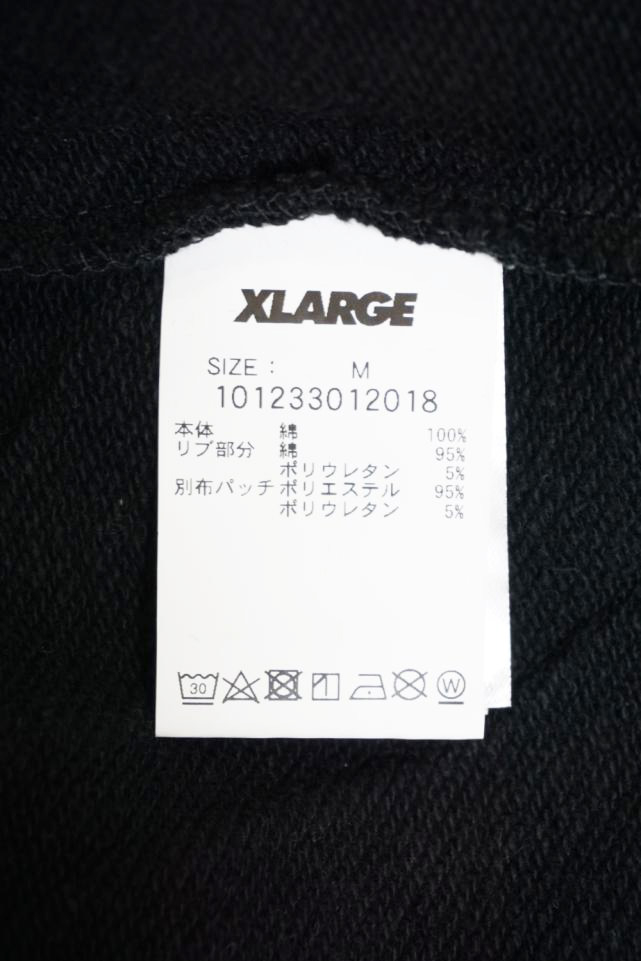 XLARGE
SIZE : M
101233012018
本体 綿 100%
リブ部分 綿 95%
ポリウレタン 5%
別布パッチ ポリエステル 95%
ポリウレタン 5%
30 W